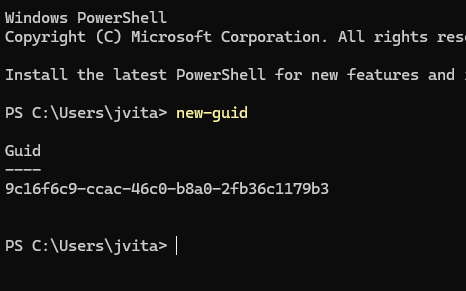 Windows PowerShell
Copyright (C) Microsoft Corporation. All rights
Install the latest PowerShell for new features and
PS C:\Users\jvita> new-guid
Guid
----
9c16f6c9-ccac-46c0-b8a0-2fb36c1179b3
PS C:\Users\jvita>